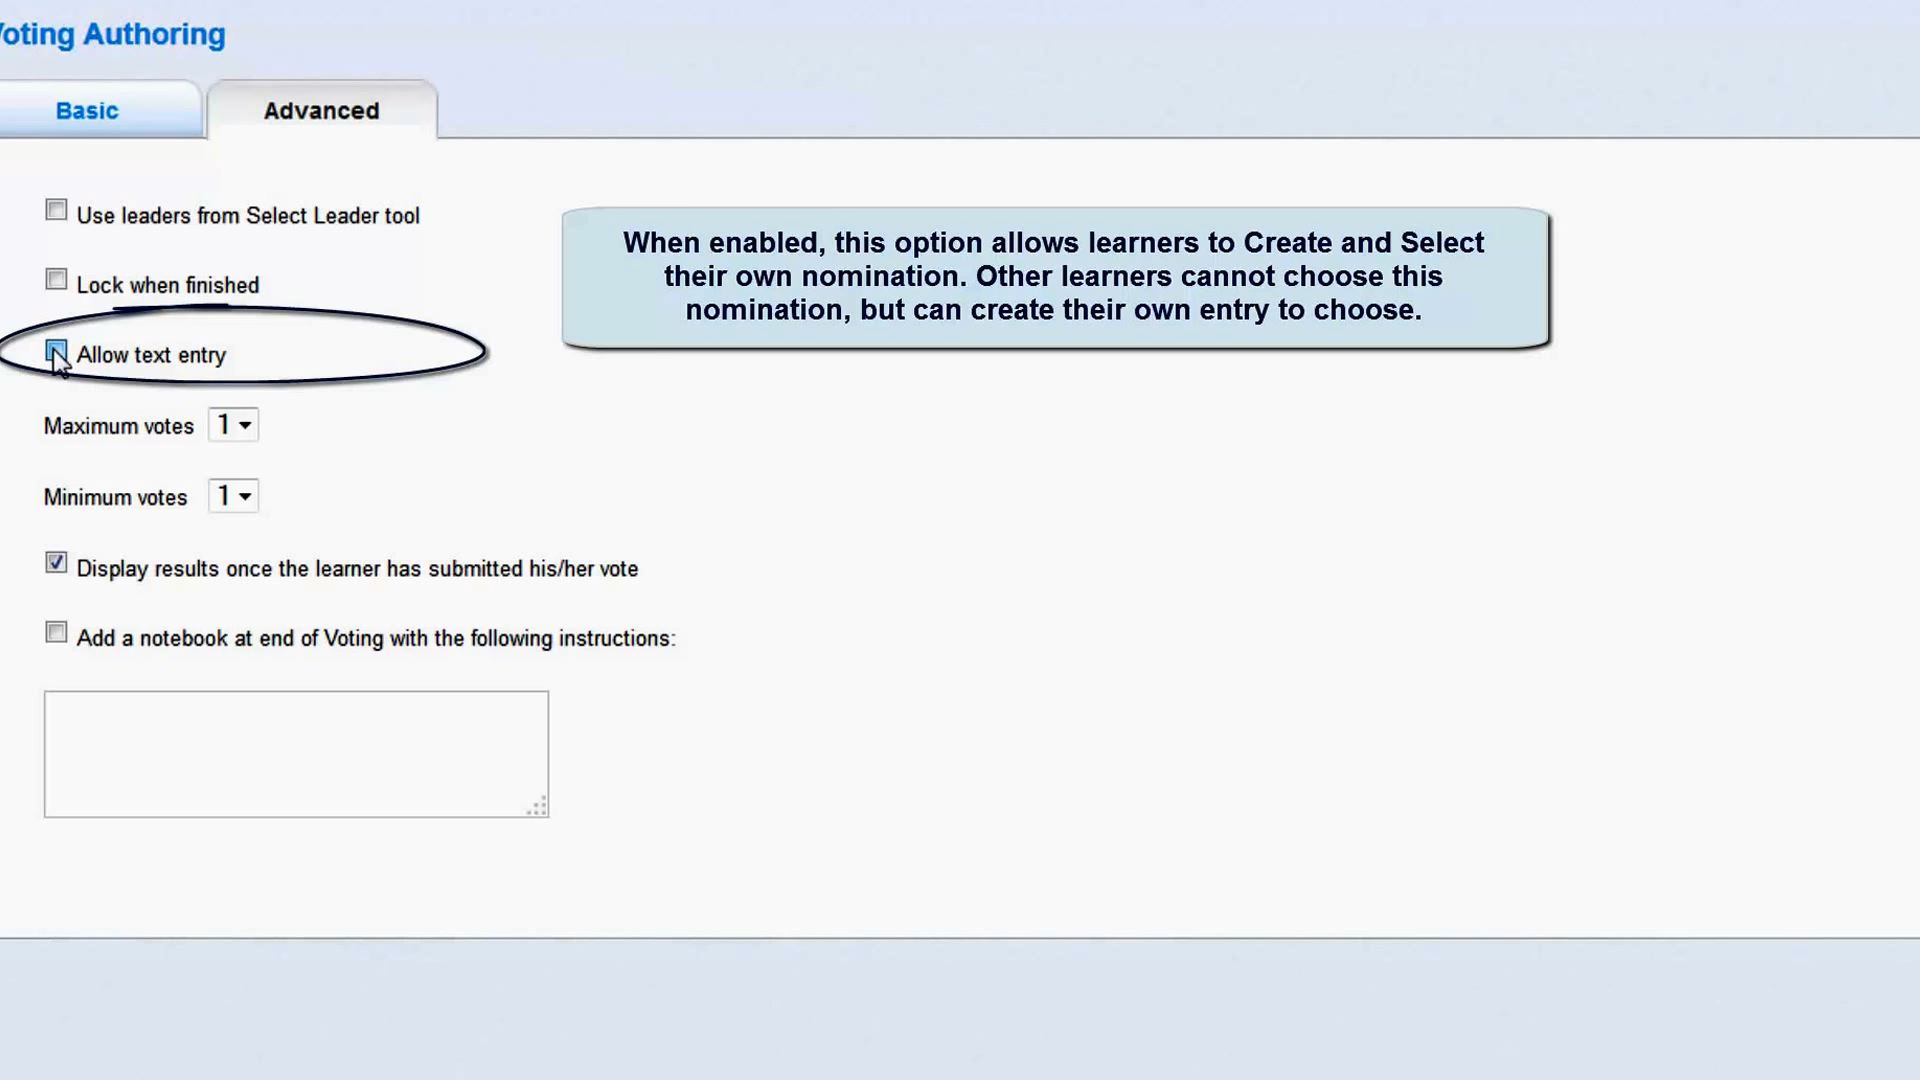 Voting Authoring
Basic
Advanced
Use leaders from Select Leader tool
Lock when finished
Allow text entry
When enabled, this option allows learners to Create and Select
their own nomination. Other learners cannot choose this
nomination, but can create their own entry to choose.
Maximum votes 1
Minimum votes 1
Display results once the learner has submitted his/her vote
Add a notebook at end of Voting with the following instructions: